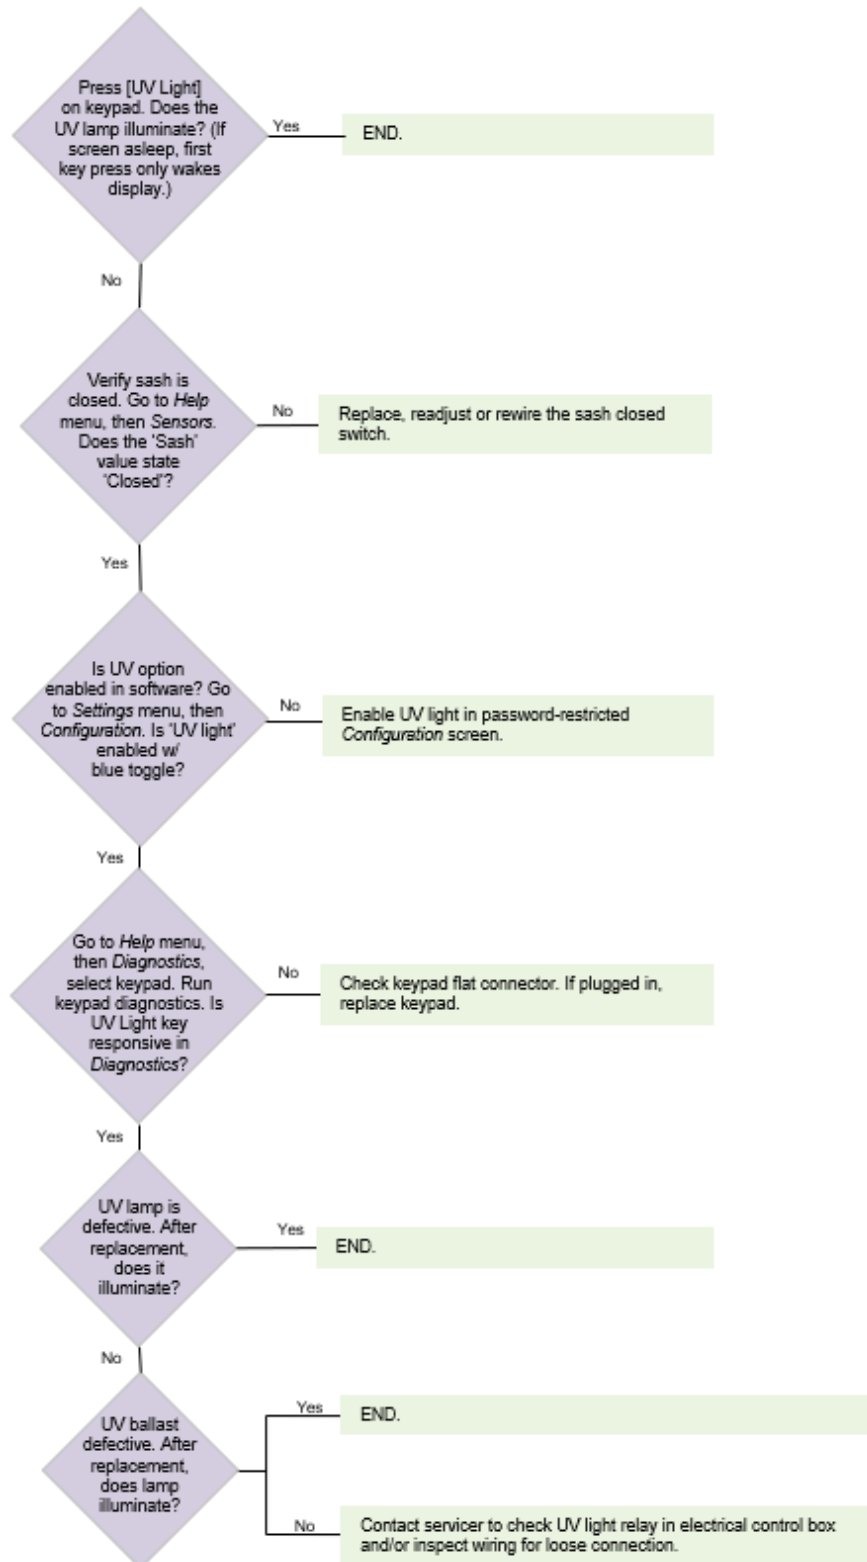 Press [UV Light]
on keypad. Does the
UV lamp illuminate? (If
screen asleep, first
key press only wakes
display.)
Yes
END.
No
Verify sash is
closed. Go to Help
menu, then Sensors.
Does the 'Sash'
value state
'Closed'?
No
Replace, readjust or rewire the sash closed
switch.
Yes
Is UV option
enabled in software? Go
to Settings menu, then
Configuration. Is 'UV light'
enabled w/
blue toggle?
No
Enable UV light in password-restricted
Configuration screen.
Yes
Go to Help menu,
then Diagnostics,
select keypad. Run
keypad diagnostics. Is
UV Light key
responsive in
Diagnostics?
No
Check keypad flat connector. If plugged in,
replace keypad.
Yes
UV lamp is
defective. After
replacement,
does it
illuminate?
Yes
END.
No
UV ballast
defective. After
replacement,
does lamp
illuminate?
Yes
END.
No
Contact servicer to check UV light relay in electrical control box
and/or inspect wiring for loose connection.